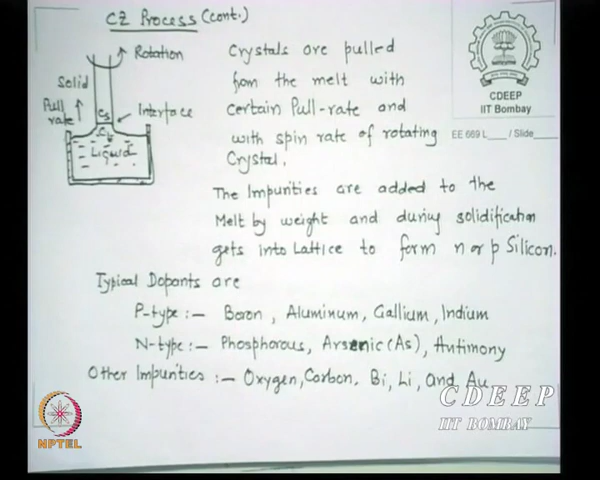 CZ Process (cont.)
Rotation
Solid
Pull rate
Cs
Interface
CL
Liquid
Crystals are pulled
from the melt with
certain Pull-rate and
with spin rate of rotating
Crystal.
CDEEP
IIT Bombay
EE 669 L___/ Slide___
The Impurities are added to the
Melt by weight and during solidification
gets into Lattice to form n or p Silicon.
Typical Dopants are
P-type :- Boron, Aluminum, Gallium, Indium
N-type :- Phosphorous, Arsenic (As), Antimony
Other Impurities :- Oxygen, Carbon, Bi, Li, and Au
CDEEP
IIT BOMBAY
NPTEL